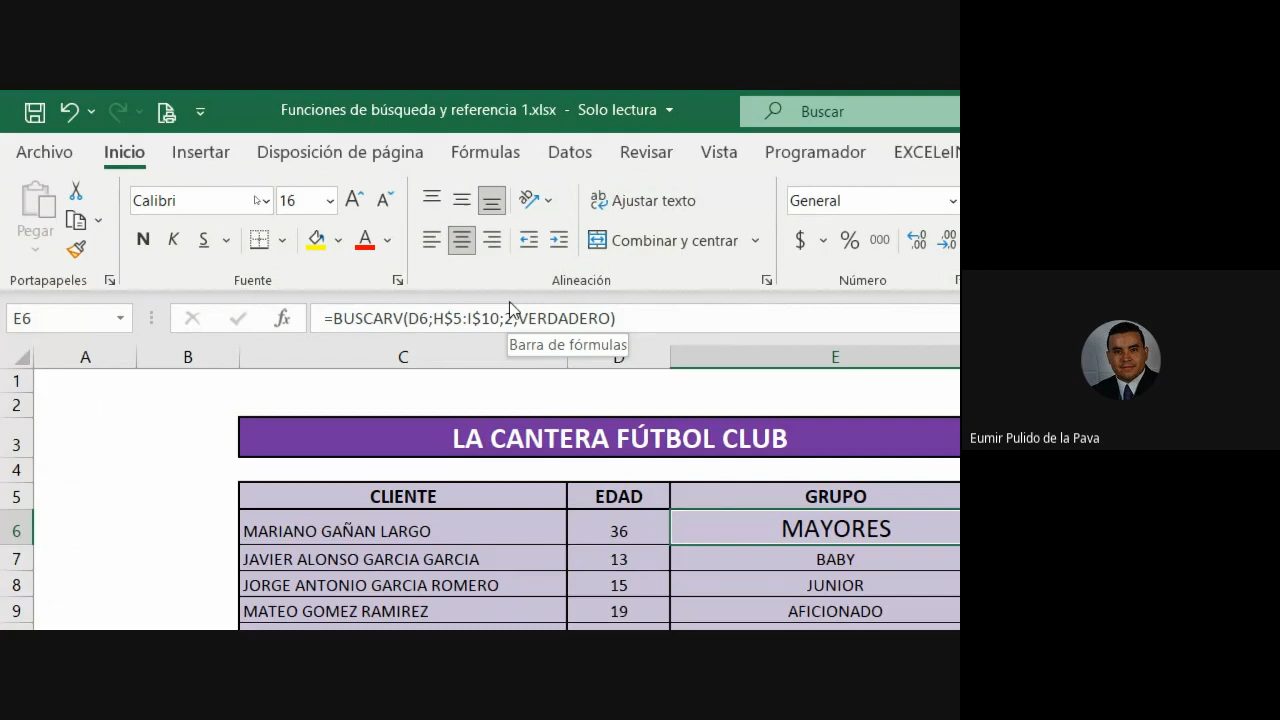 Funciones de búsqueda y referencia 1.xlsx - Solo lectura
Buscar
Archivo Inicio Insertar Disposición de página Fórmulas Datos Revisar Vista Programador EXCELeIN
Pegar
Calibri 16
Ajustar texto
General
N K S
Combinar y centrar
$ % 000
Portapapeles Fuente Alineación Número
E6 fx =BUSCARV(D6;H$5:I$10;2;VERDADERO)
Barra de fórmulas
A B C D E
1
2
3 LA CANTERA FÚTBOL CLUB
4
5 CLIENTE EDAD GRUPO
6 MARIANO GAÑAN LARGO 36 MAYORES
7 JAVIER ALONSO GARCIA GARCIA 13 BABY
8 JORGE ANTONIO GARCIA ROMERO 15 JUNIOR
9 MATEO GOMEZ RAMIREZ 19 AFICIONADO
Eumir Pulido de la Pava